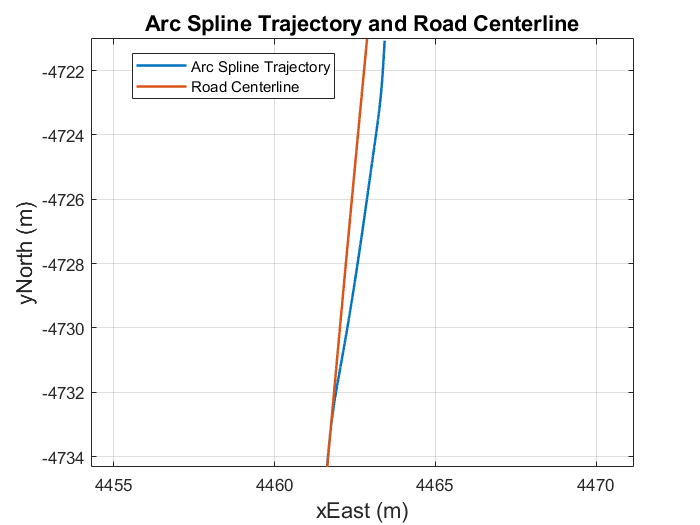 Arc Spline Trajectory and Road Centerline
Arc Spline Trajectory
Road Centerline
yNorth (m)
-4722
-4724
-4726
-4728
-4730
-4732
-4734
4455
4460
4465
4470
xEast (m)